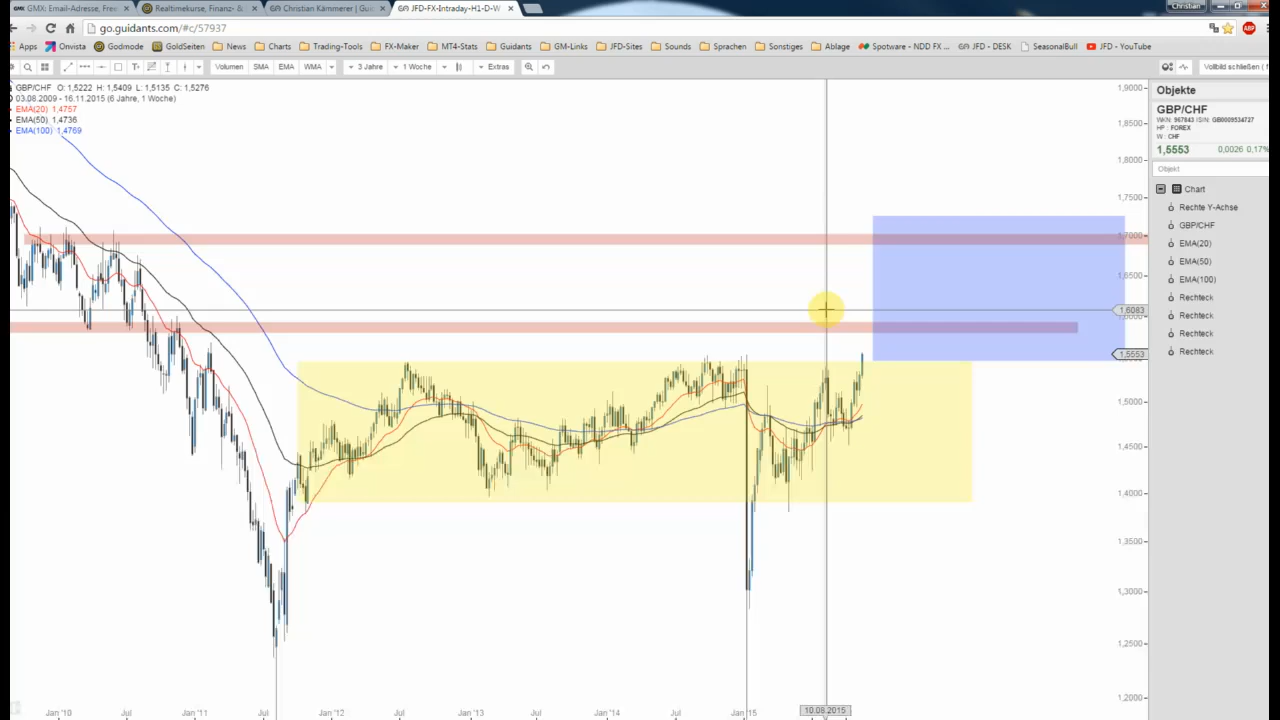 GMX: Email-Adresse, Fre
Realtimekurse, Finanz- &
Christian Kämmerer | Gui
JFD-FX-Intraday-H1-D-W
Christian
go.guidants.com/#c/57937
ABP
Apps Onvista Godmode GoldSeiten News Charts Trading-Tools FX-Maker MT4-Stats Guidants GM-Links JFD-Sites Sounds Sprachen Sonstiges Ablage Spotware - NDD FX ... JFD - DESK SeasonalBull JFD - YouTube
Volumen SMA EMA WMA 3 Jahre 1 Woche Extras Vollbild schließen (
GBP/CHF O: 1,5222 H: 1,5409 L: 1,5135 C: 1,5276
03.08.2009 - 16.11.2015 (6 Jahre, 1 Woche)
EMA(20) 1,4757
EMA(50) 1,4736
EMA(100) 1,4769
1,9000
1,8500
1,8000
1,7500
1,7000
1,6500
1,6083
1,5553
1,5000
1,4500
1,4000
1,3500
1,3000
1,2500
1,2000
Jan '10 Jul Jan '11 Jul Jan '12 Jul Jan '13 Jul Jan '14 Jul Jan '15 10.08.2015
Objekte
GBP/CHF
WKN: 967843 ISIN: GB0009534727
HP : FOREX
W : CHF
1,5553 0,0026 0,17%
Objekt
Chart
Rechte Y-Achse
GBP/CHF
EMA(20)
EMA(50)
EMA(100)
Rechteck
Rechteck
Rechteck
Rechteck